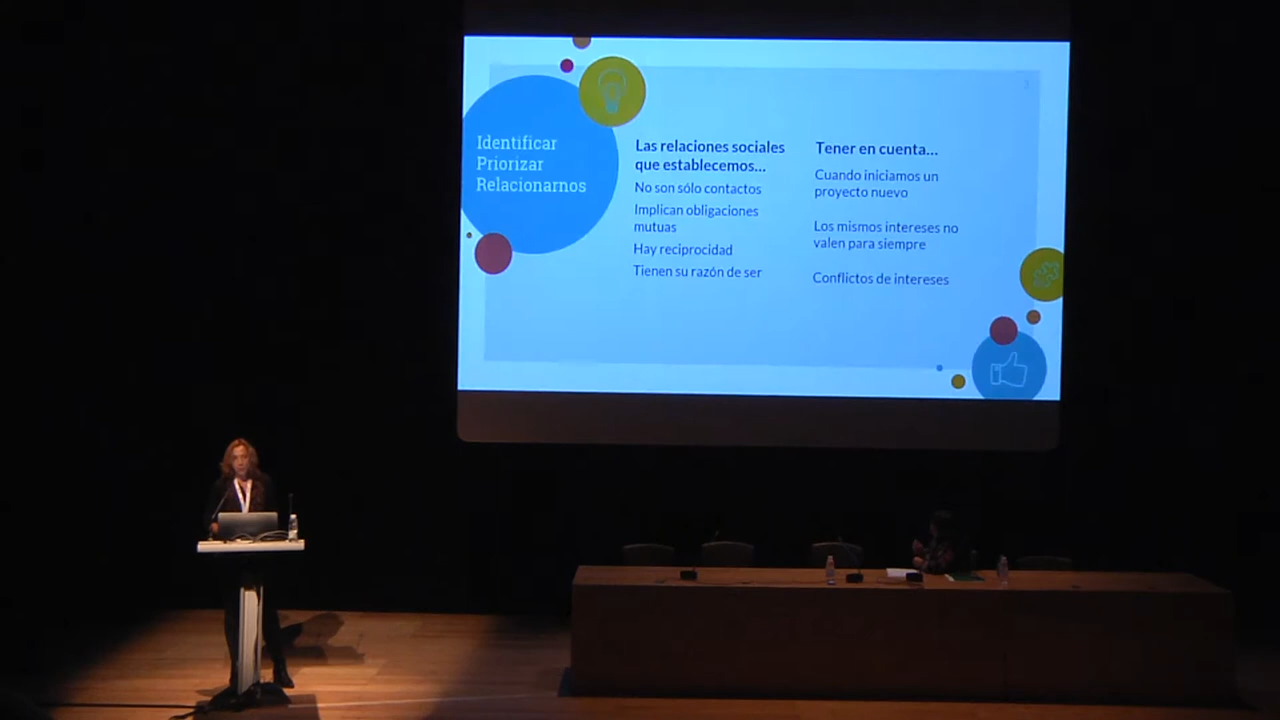 Identificar
Priorizar
Relacionarnos
Las relaciones sociales
que establecemos...
No son sólo contactos
Implican obligaciones
mutuas
Hay reciprocidad
Tienen su razón de ser
Tener en cuenta...
Cuando iniciamos un
proyecto nuevo
Los mismos intereses no
valen para siempre
Conflictos de intereses